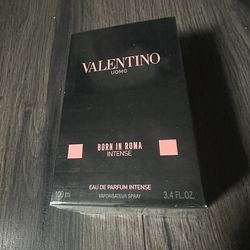 VALENTINO
UOMO
BORN IN ROMA
INTENSE
EAU DE PARFUM INTENSE
VAPORISATEUR SPRAY
100 ml 3.4 FL.OZ.